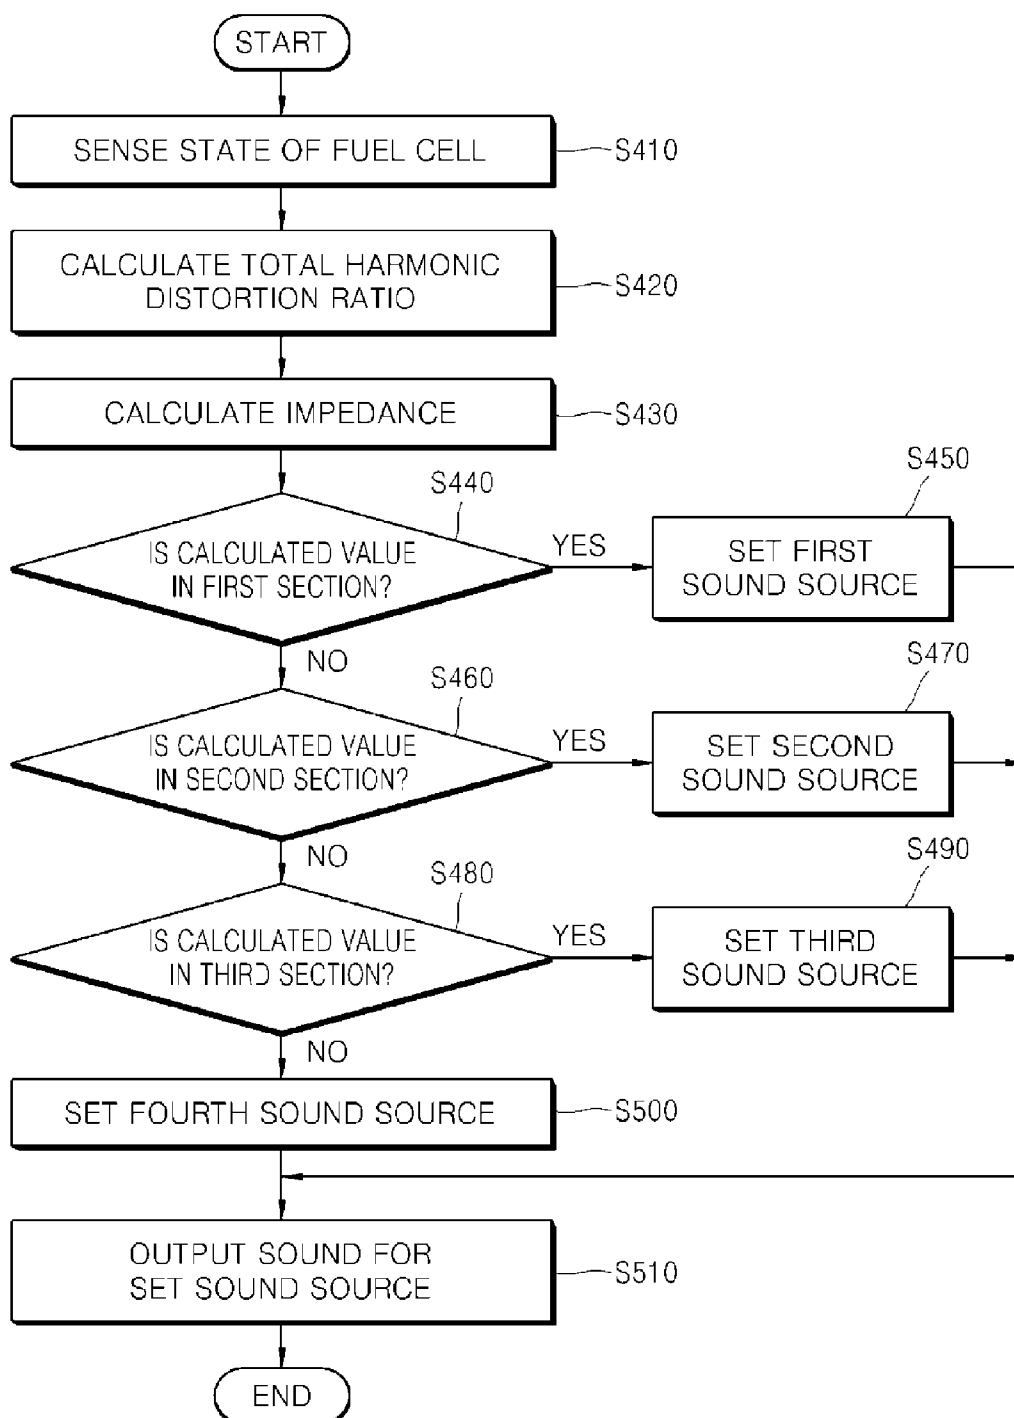 START
SENSE STATE OF FUEL CELL
S410
CALCULATE TOTAL HARMONIC
DISTORTION RATIO
S420
CALCULATE IMPEDANCE
S430
S440
IS CALCULATED VALUE
IN FIRST SECTION?
YES
S450
SET FIRST
SOUND SOURCE
NO
S460
IS CALCULATED VALUE
IN SECOND SECTION?
YES
S470
SET SECOND
SOUND SOURCE
NO
S480
IS CALCULATED VALUE
IN THIRD SECTION?
YES
S490
SET THIRD
SOUND SOURCE
NO
SET FOURTH SOUND SOURCE
S500
OUTPUT SOUND FOR
SET SOUND SOURCE
S510
END